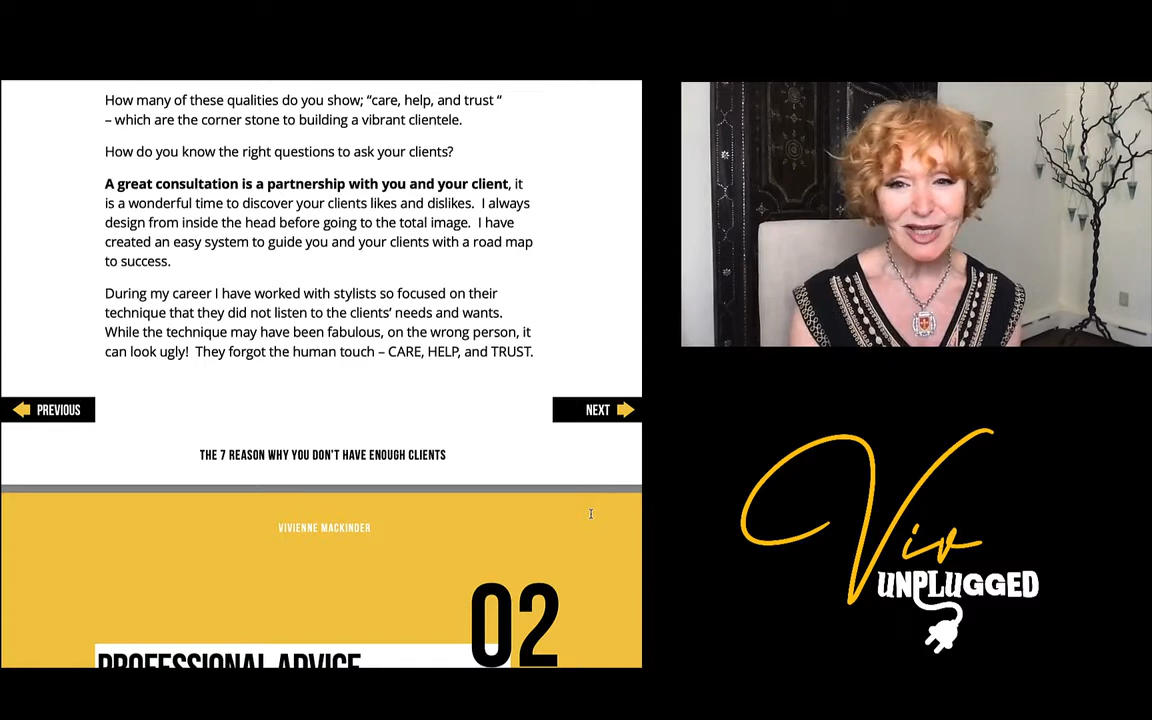 How many of these qualities do you show; “care, help, and trust “
– which are the corner stone to building a vibrant clientele.
How do you know the right questions to ask your clients?
A great consultation is a partnership with you and your client, it
is a wonderful time to discover your clients likes and dislikes.  I always
design from inside the head before going to the total image.  I have
created an easy system to guide you and your clients with a road map
to success.
During my career I have worked with stylists so focused on their
technique that they did not listen to the clients’ needs and wants.
While the technique may have been fabulous, on the wrong person, it
can look ugly!  They forgot the human touch – CARE, HELP, and TRUST.
PREVIOUS
NEXT
THE 7 REASON WHY YOU DON'T HAVE ENOUGH CLIENTS
VIVIENNE MACKINDER
02
PROFESSIONAL ADVICE
Viv
UNPLUGGED